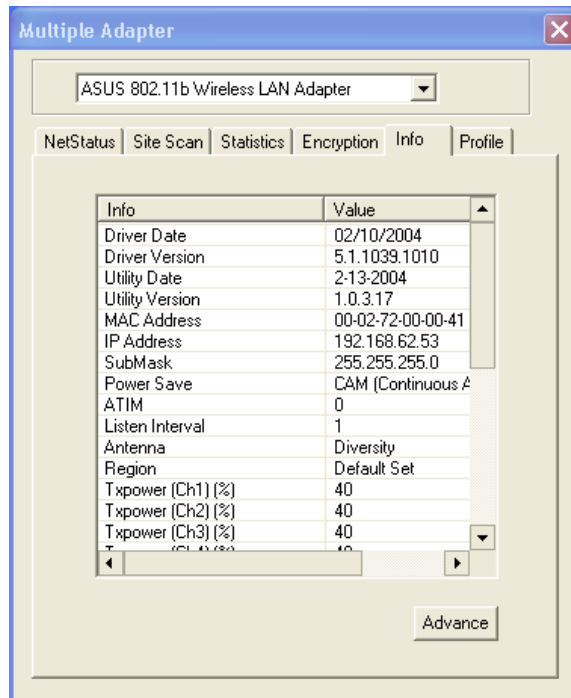 Multiple Adapter
ASUS 802.11b Wireless LAN Adapter
NetStatus Site Scan Statistics Encryption Info Profile
Info Value
Driver Date 02/10/2004
Driver Version 5.1.1039.1010
Utility Date 2-13-2004
Utility Version 1.0.3.17
MAC Address 00-02-72-00-00-41
IP Address 192.168.62.53
SubMask 255.255.255.0
Power Save CAM (Continuous A
ATIM 0
Listen Interval 1
Antenna Diversity
Region Default Set
Txpower (Ch1) (%) 40
Txpower (Ch2) (%) 40
Txpower (Ch3) (%) 40
Advance